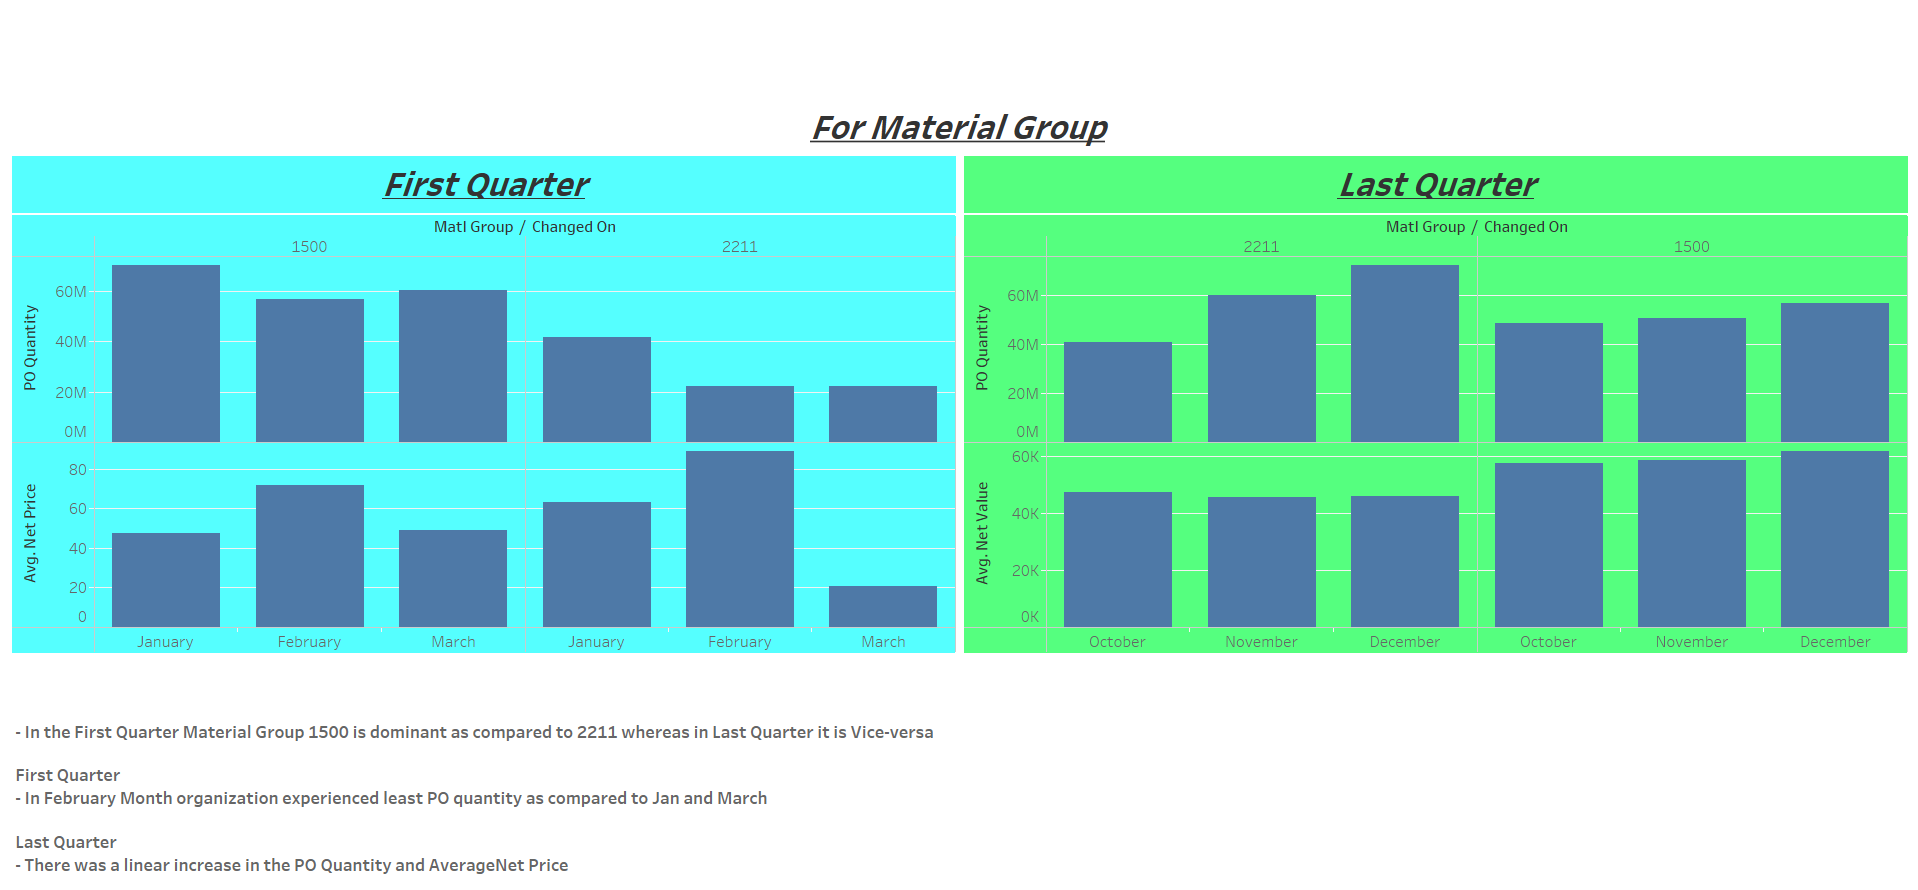 For Material Group
First Quarter
Matl Group / Changed On
1500 2211
PO Quantity
60M
40M
20M
0M
Avg. Net Price
80
60
40
20
0
January February March January February March
Last Quarter
Matl Group / Changed On
2211 1500
PO Quantity
60M
40M
20M
0M
Avg. Net Value
60K
40K
20K
0K
October November December October November December
- In the First Quarter Material Group 1500 is dominant as compared to 2211 whereas in Last Quarter it is Vice-versa
First Quarter
- In February Month organization experienced least PO quantity as compared to Jan and March
Last Quarter
- There was a linear increase in the PO Quantity and AverageNet Price